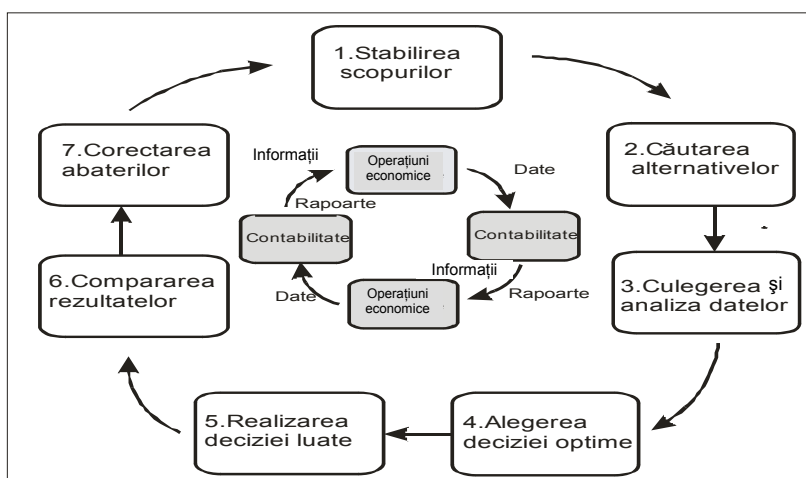 1.Stabilirea
scopurilor
7.Corectarea
abaterilor
2.Căutarea
alternativelor
Informații
Operațiuni
economice
Date
Rapoarte
Contabilitate
Contabilitate
6.Compararea
rezultatelor
Informații
3.Culegerea şi
analiza datelor
Date
Operațiuni
economice
Rapoarte
5.Realizarea
deciziei luate
4.Alegerea
deciziei optime